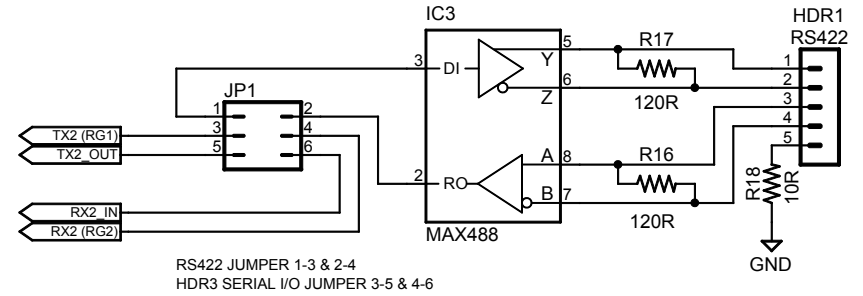 IC3
HDR1
RS422
5
R17
1
3
DI
Y
JP1
6
2
Z
120R
3
1
2
4
TX2 (RG1)
3
4
5
TX2_OUT
5
6
A
8
R16
2
RO
B
7
R18
10R
RX2_IN
120R
RX2 (RG2)
MAX488
GND
RS422 JUMPER 1-3 & 2-4
HDR3 SERIAL I/O JUMPER 3-5 & 4-6